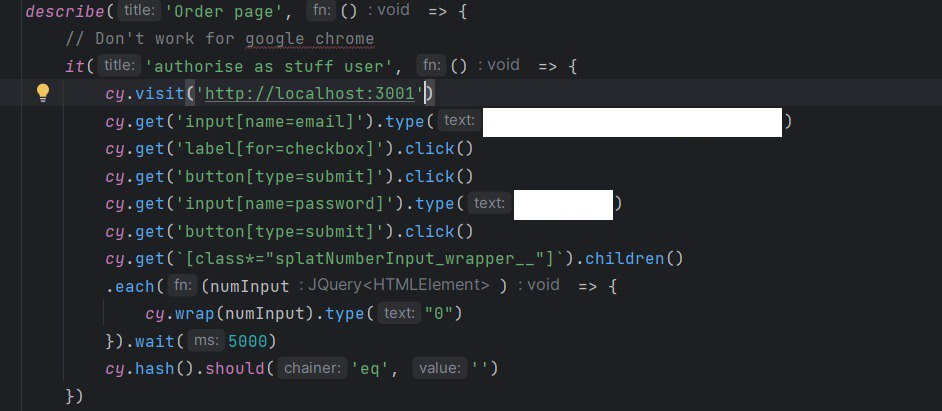 describe( title: 'Order page', fn: () : void => {
// Don't work for google chrome
it( title: 'authorise as stuff user', fn: () : void => {
cy.visit('http://localhost:3001')
cy.get('input[name=email]').type( text: )
cy.get('label[for=checkbox]').click()
cy.get('button[type=submit]').click()
cy.get('input[name=password]').type( text: )
cy.get('button[type=submit]').click()
cy.get(`[class*="splatNumberInput_wrapper__"]`).children()
.each( fn: (numInput : JQuery<HTMLElement> ) : void => {
cy.wrap(numInput).type( text: "0")
}).wait( ms: 5000)
cy.hash().should( chainer: 'eq', value: '')
})